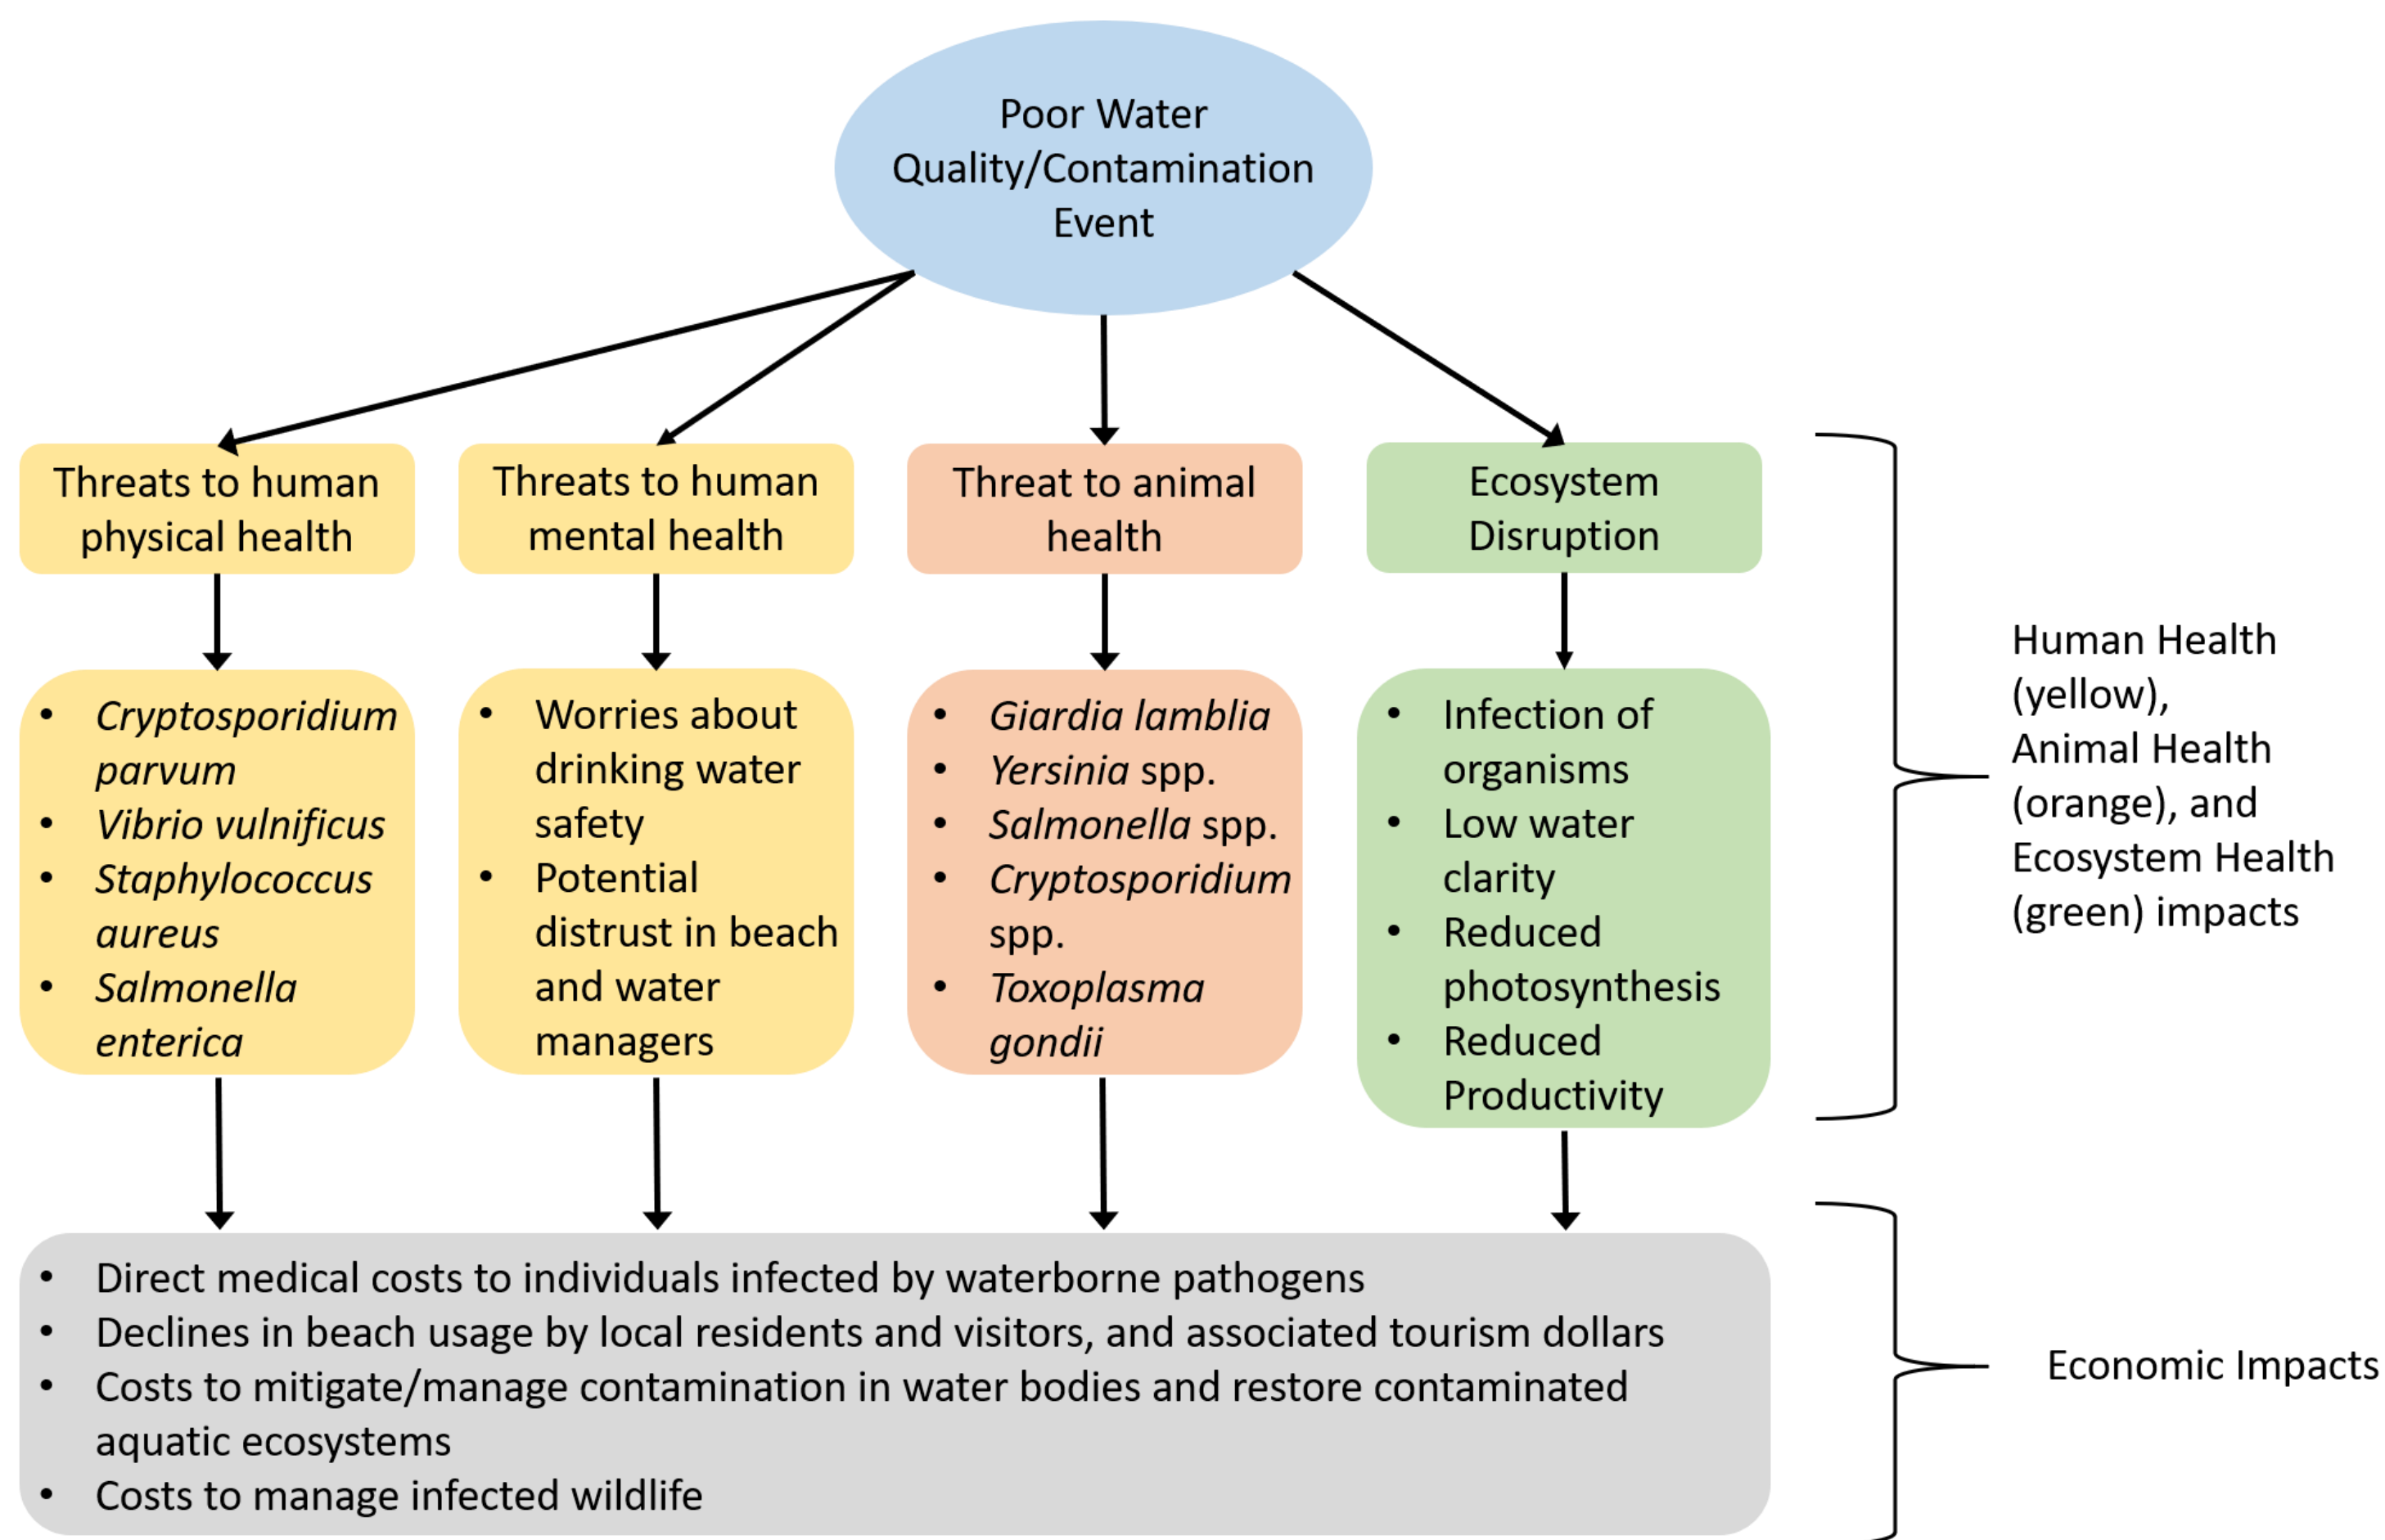 Poor Water
Quality/Contamination
Event
Threats to human
physical health
Threats to human
mental health
Threat to animal
health
Ecosystem
Disruption
• Cryptosporidium
parvum
• Vibrio vulnificus
• Staphylococcus
aureus
• Salmonella
enterica
• Worries about
drinking water
safety
• Potential
distrust in beach
and water
managers
• Giardia lamblia
• Yersinia spp.
• Salmonella spp.
• Cryptosporidium
spp.
• Toxoplasma
gondii
• Infection of
organisms
• Low water
clarity
• Reduced
photosynthesis
• Reduced
Productivity
Human Health
(yellow),
Animal Health
(orange), and
Ecosystem Health
(green) impacts
• Direct medical costs to individuals infected by waterborne pathogens
• Declines in beach usage by local residents and visitors, and associated tourism dollars
• Costs to mitigate/manage contamination in water bodies and restore contaminated
aquatic ecosystems
• Costs to manage infected wildlife
Economic Impacts